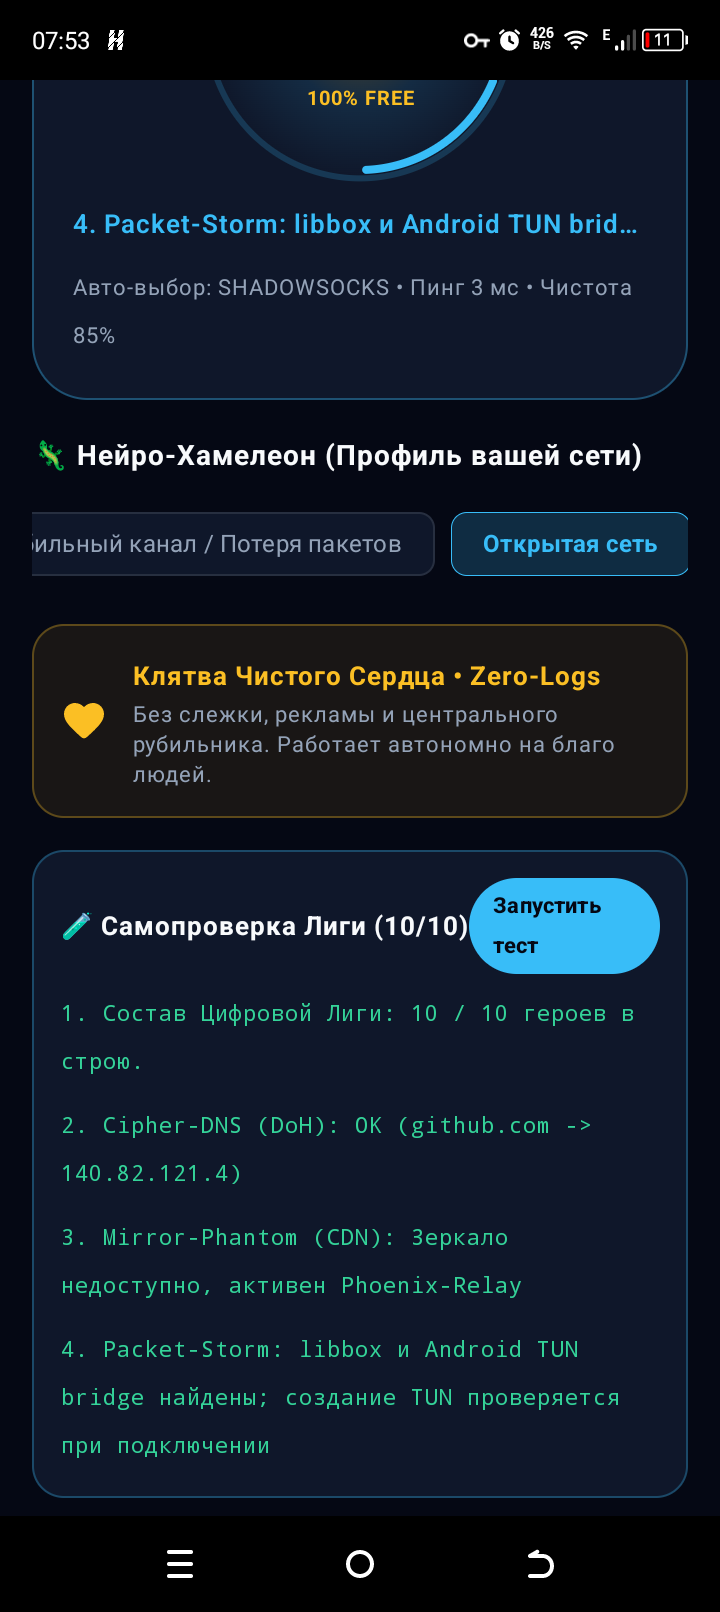 07:53
426
B/S
E
11
100% FREE
4. Packet-Storm: libbox и Android TUN brid…
Авто-выбор: SHADOWSOCKS • Пинг 3 мс • Чистота
85%
🦎 Нейро-Хамелеон (Профиль вашей сети)
бильный канал / Потеря пакетов
Открытая сеть
Клятва Чистого Сердца • Zero-Logs
Без слежки, рекламы и центрального
рубильника. Работает автономно на благо
людей.
🧪 Самопроверка Лиги (10/10)
Запустить
тест
1. Состав Цифровой Лиги: 10 / 10 героев в
строю.
2. Cipher-DNS (DoH): OK (github.com ->
140.82.121.4)
3. Mirror-Phantom (CDN): Зеркало
недоступно, активен Phoenix-Relay
4. Packet-Storm: libbox и Android TUN
bridge найдены; создание TUN проверяется
при подключении